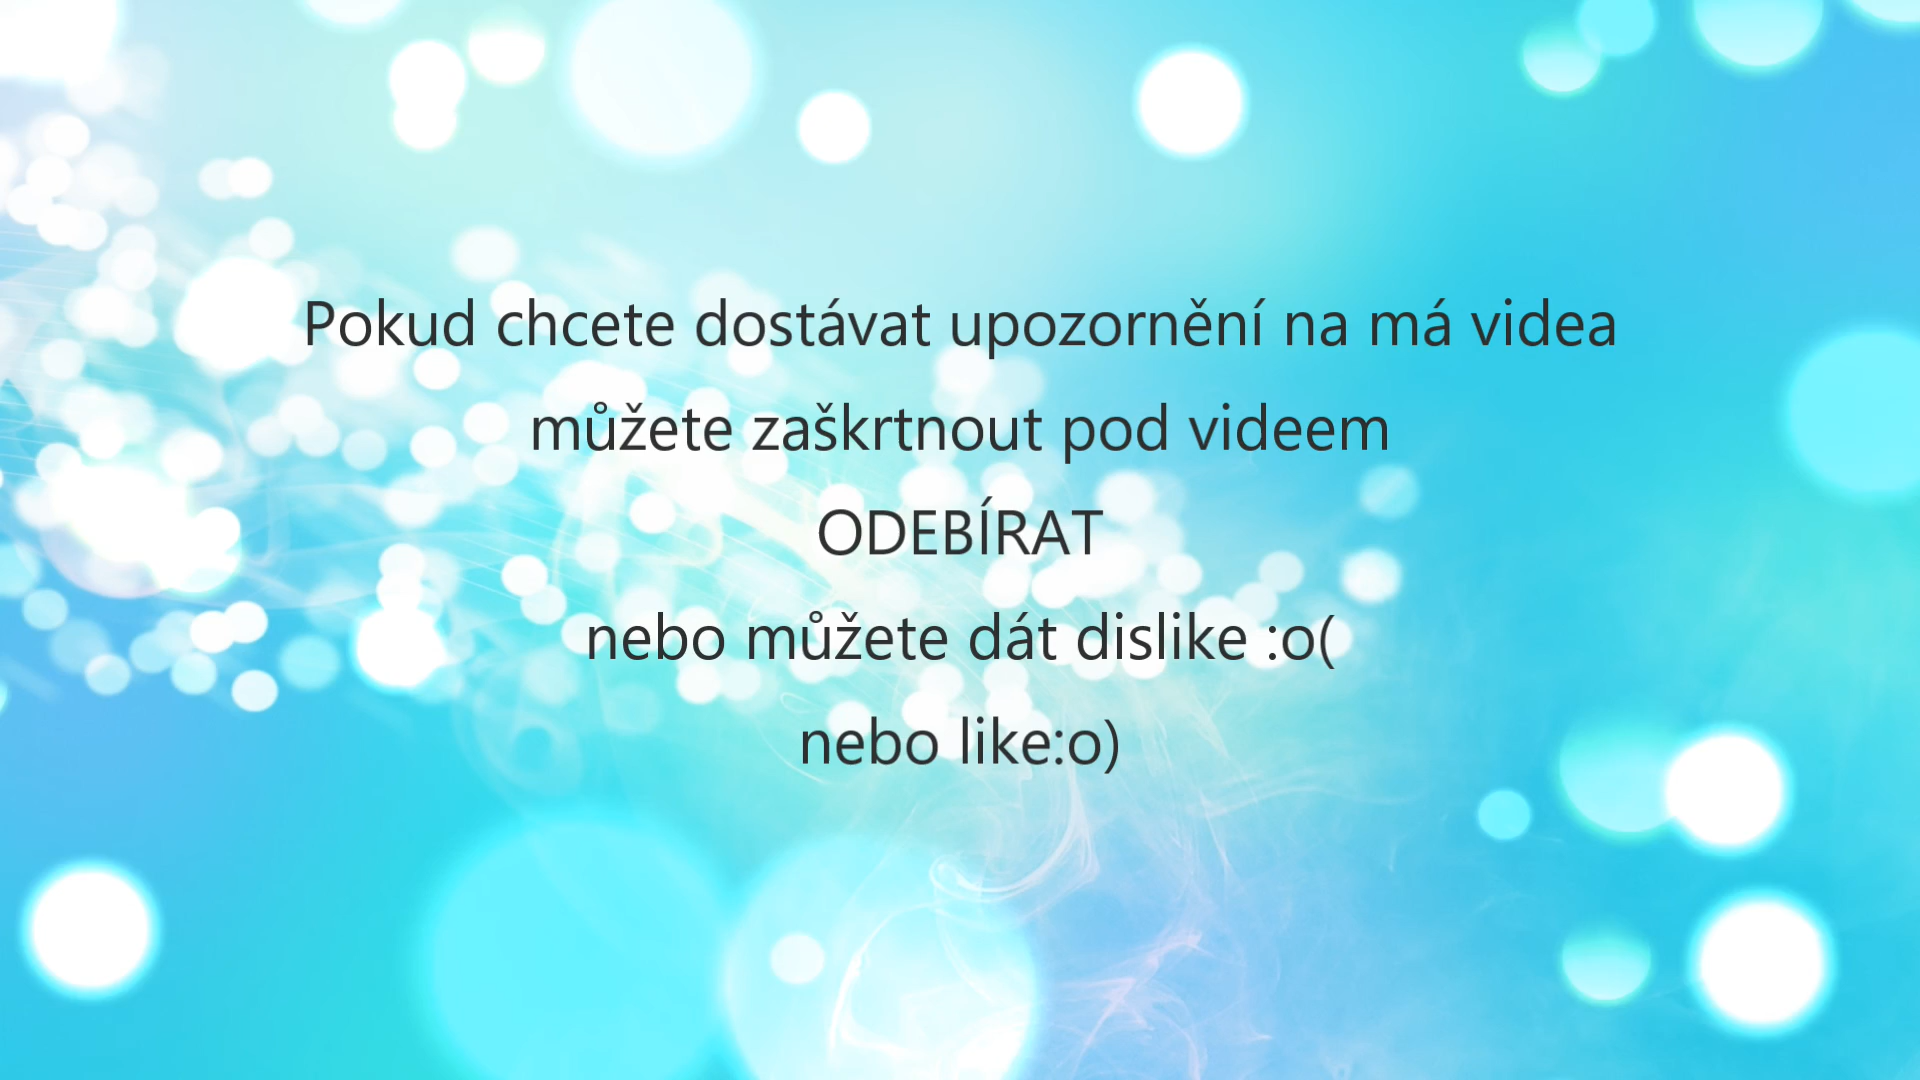 Pokud chcete dostávat upozornění na má videa
můžete zaškrtnout pod videem
ODEBÍRAT
nebo můžete dát dislike :o(
nebo like:o)